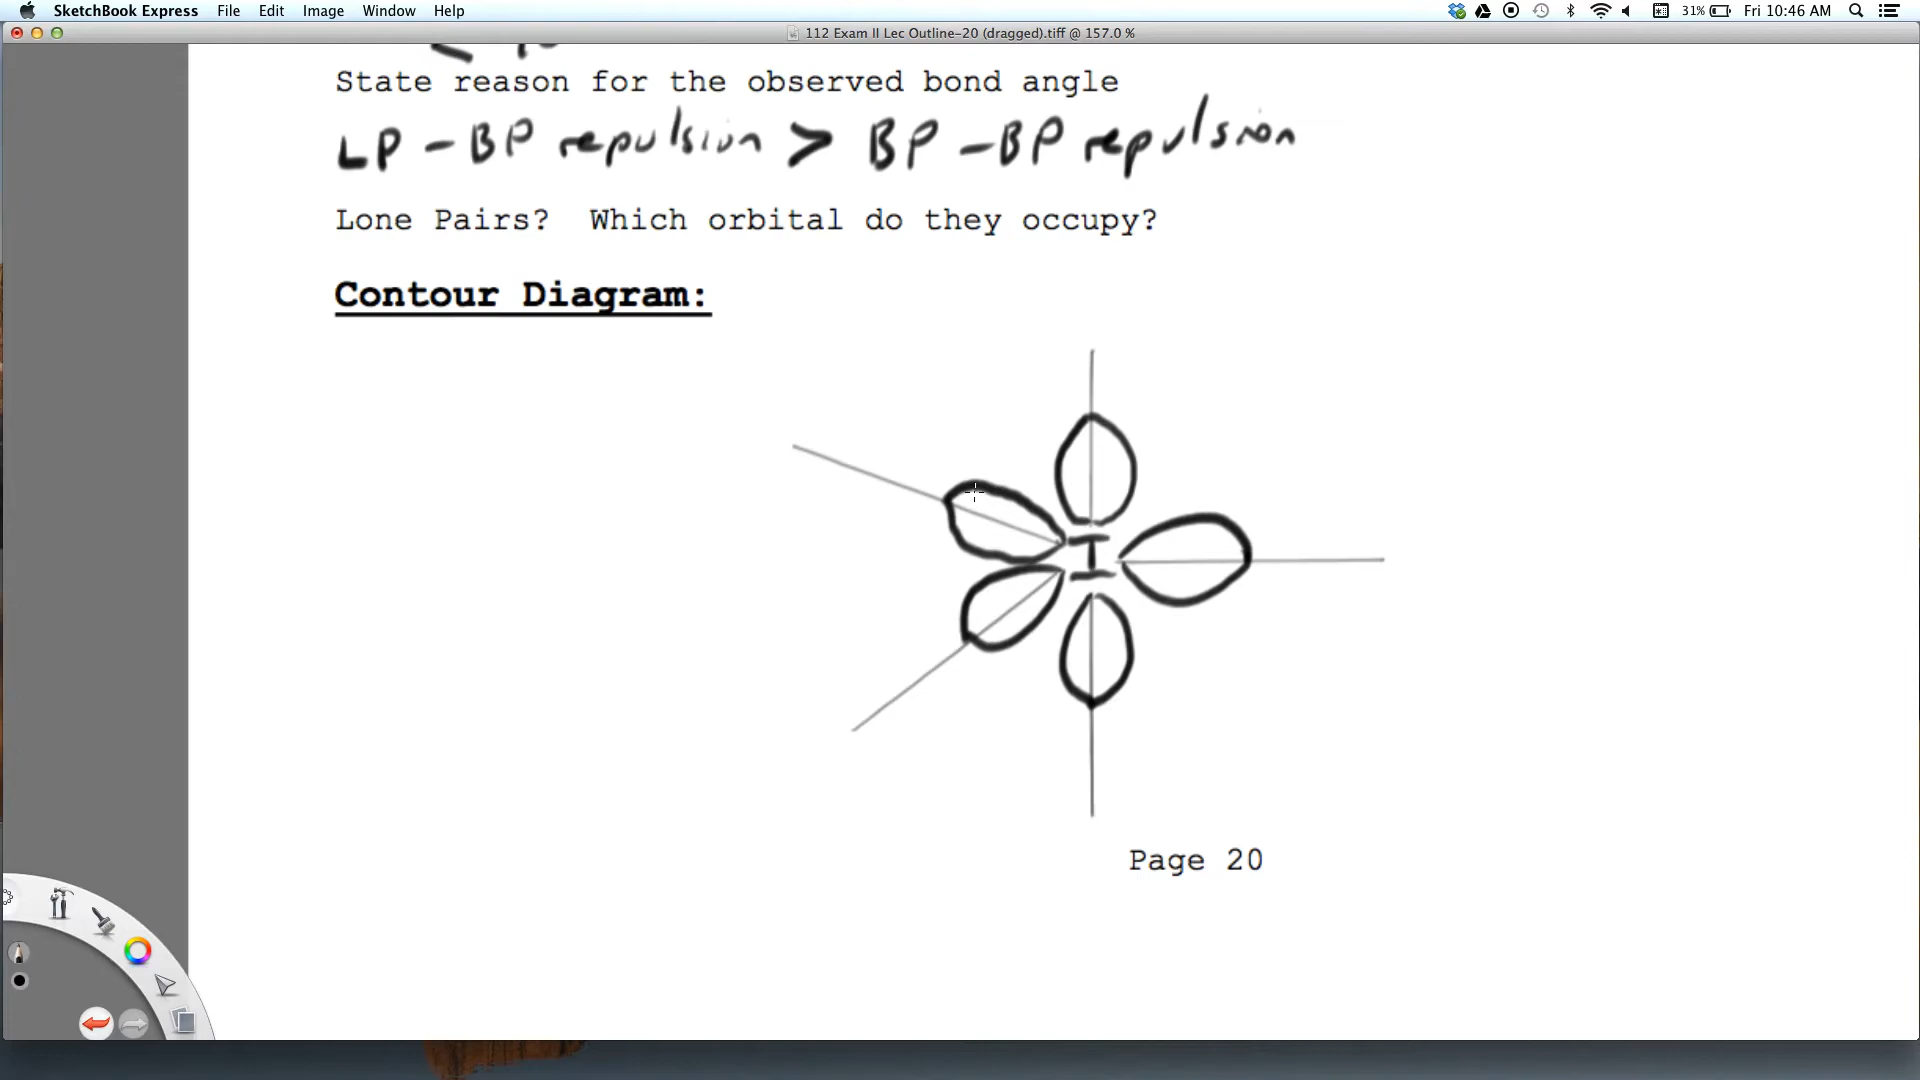 SketchBook Express File Edit Image Window Help 31% Fri 10:46 AM
112 Exam II Lec Outline-20 (dragged).tiff @ 157.0 %
State reason for the observed bond angle
LP - BP repulsion > BP - BP repulsion
Lone Pairs? Which orbital do they occupy?
Contour Diagram:
I
Page 20